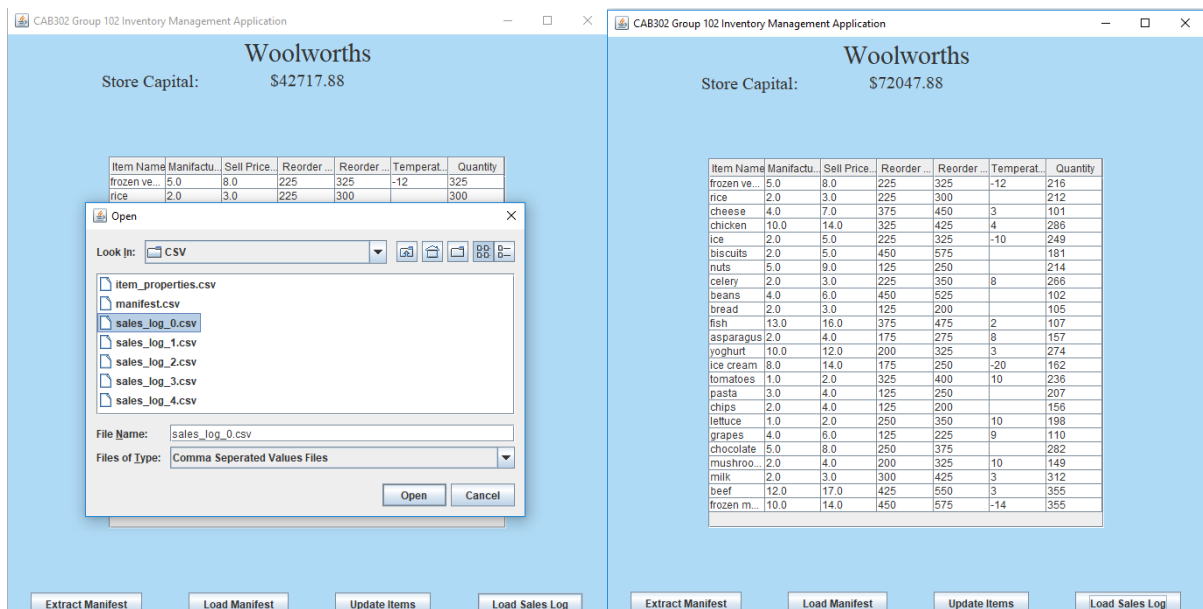 CAB302 Group 102 Inventory Management Application
Woolworths
Store Capital: $42717.88
Item Name Manifactu... Sell Price... Reorder ... Reorder ... Temperat... Quantity
frozen ve... 5.0 8.0 225 325 -12 325
rice 2.0 3.0 225 300 300
Open
Look In: CSV
item_properties.csv
manifest.csv
sales_log_0.csv
sales_log_1.csv
sales_log_2.csv
sales_log_3.csv
sales_log_4.csv
File Name: sales_log_0.csv
Files of Type: Comma Seperated Values Files
Open Cancel
Extract Manifest Load Manifest Update Items Load Sales Log
CAB302 Group 102 Inventory Management Application
Woolworths
Store Capital: $72047.88
Item Name Manifactu... Sell Price... Reorder ... Reorder ... Temperat... Quantity
frozen ve... 5.0 8.0 225 325 -12 216
rice 2.0 3.0 225 300 212
cheese 4.0 7.0 375 450 3 101
chicken 10.0 14.0 325 425 4 286
ice 2.0 5.0 225 325 -10 249
biscuits 2.0 5.0 450 575 181
nuts 5.0 9.0 125 250 214
celery 2.0 3.0 225 350 8 266
beans 4.0 6.0 450 525 102
bread 2.0 3.0 125 200 105
fish 13.0 16.0 375 475 2 107
asparagus 2.0 4.0 175 275 8 157
yoghurt 10.0 12.0 200 325 3 274
ice cream 8.0 14.0 175 250 -20 162
tomatoes 1.0 2.0 325 400 10 236
pasta 3.0 4.0 125 250 207
chips 2.0 4.0 125 200 156
lettuce 1.0 2.0 250 350 10 198
grapes 4.0 6.0 125 225 9 110
chocolate 5.0 8.0 250 375 282
mushroo... 2.0 4.0 200 325 10 149
milk 2.0 3.0 300 425 3 312
beef 12.0 17.0 425 550 3 355
frozen m... 10.0 14.0 450 575 -14 355
Extract Manifest Load Manifest Update Items Load Sales Log